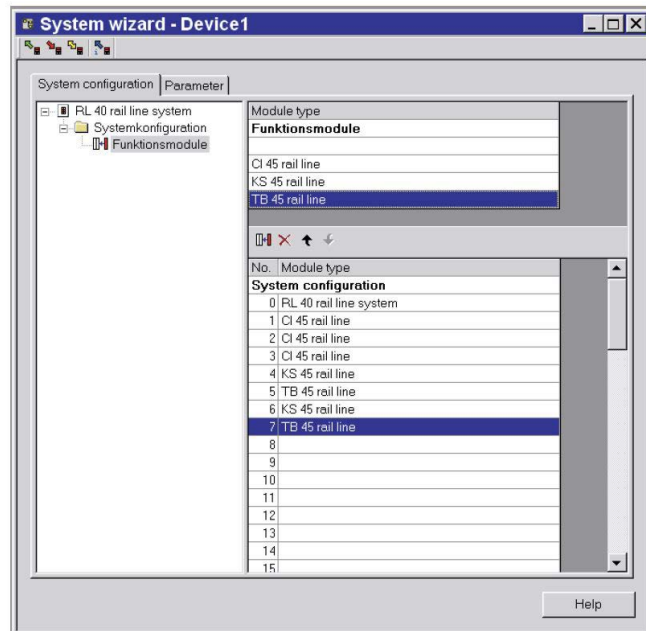 System wizard - Device1
System configuration
Parameter
RL 40 rail line system
Systemkonfiguration
Funktionsmodule
Module type
Funktionsmodule
CI 45 rail line
KS 45 rail line
TB 45 rail line
No. Module type
System configuration
0 RL 40 rail line system
1 CI 45 rail line
2 CI 45 rail line
3 CI 45 rail line
4 KS 45 rail line
5 TB 45 rail line
6 KS 45 rail line
7 TB 45 rail line
8
9
10
11
12
13
14
15
Help